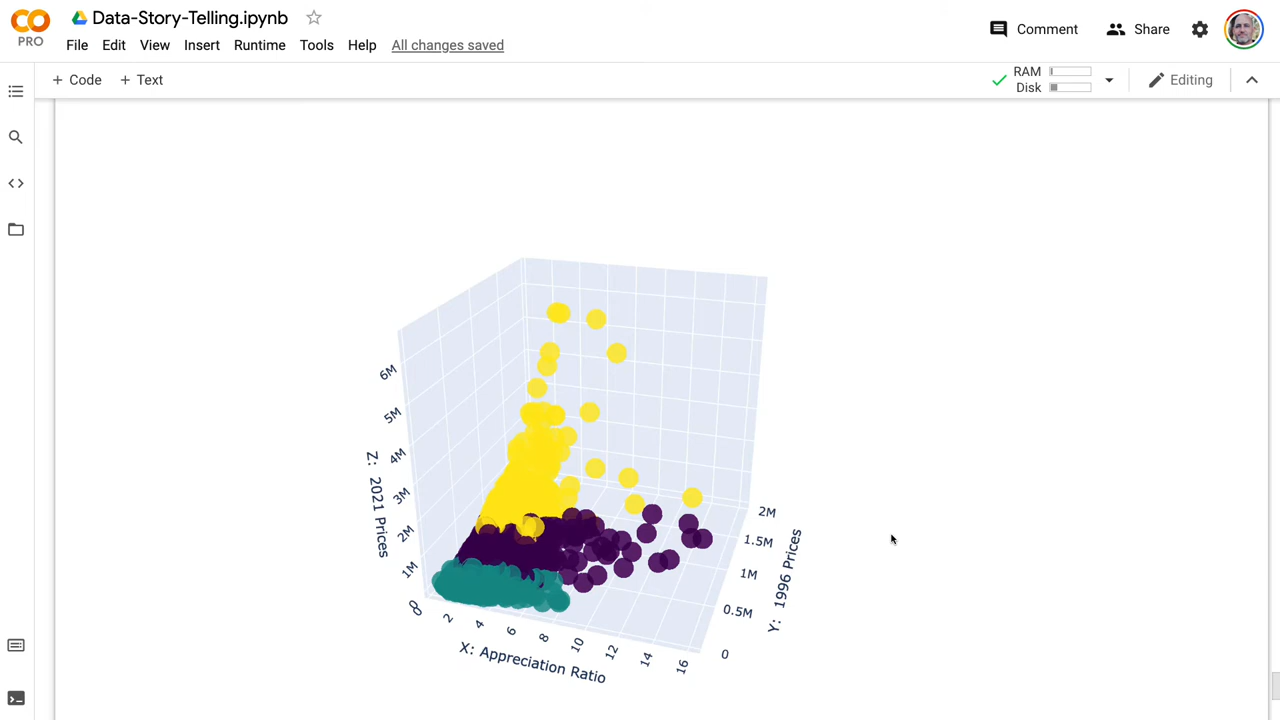 CO
PRO
Data-Story-Telling.ipynb
File Edit View Insert Runtime Tools Help All changes saved
Comment
Share
+ Code + Text
RAM
Disk
Editing
6M
5M
4M
3M
2M
1M
0
Z: 2021 Prices
0
2
4
6
8
10
12
14
16
X: Appreciation Ratio
2M
1.5M
1M
0.5M
0
Y: 1996 Prices